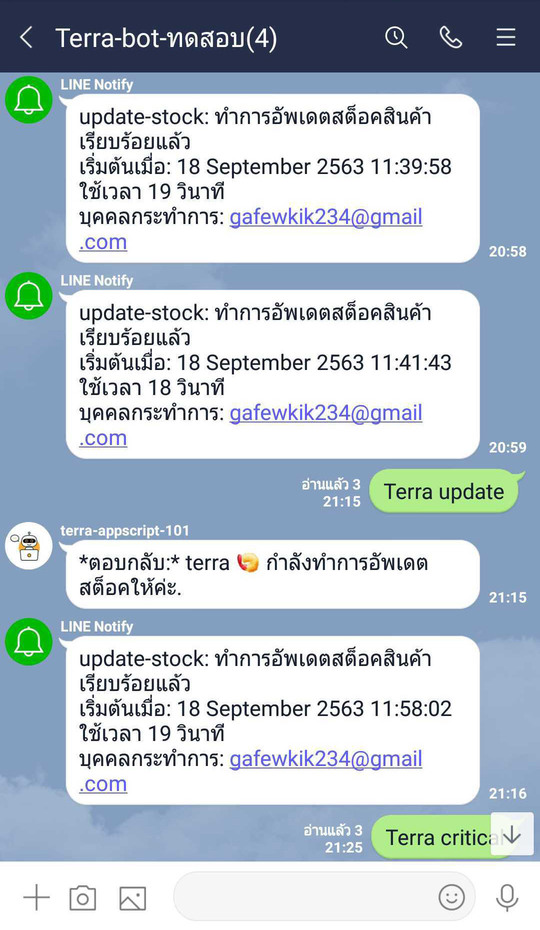 Terra-bot-ทดสอบ(4)
LINE Notify
update-stock: ทำการอัพเดตสต็อคสินค้า
เรียบร้อยแล้ว
เริ่มต้นเมื่อ: 18 September 2563 11:39:58
ใช้เวลา 19 วินาที
บุคคลกระทำการ: gafewkik234@gmail
.com
20:58
LINE Notify
update-stock: ทำการอัพเดตสต็อคสินค้า
เรียบร้อยแล้ว
เริ่มต้นเมื่อ: 18 September 2563 11:41:43
ใช้เวลา 18 วินาที
บุคคลกระทำการ: gafewkik234@gmail
.com
20:59
อ่านแล้ว 3
21:15
Terra update
terra-appscript-101
*ตอบกลับ:* terra 🤙 กำลังทำการอัพเดต
สต็อคให้ค่ะ.
21:15
LINE Notify
update-stock: ทำการอัพเดตสต็อคสินค้า
เรียบร้อยแล้ว
เริ่มต้นเมื่อ: 18 September 2563 11:58:02
ใช้เวลา 19 วินาที
บุคคลกระทำการ: gafewkik234@gmail
.com
21:16
อ่านแล้ว 3
21:25
Terra critical